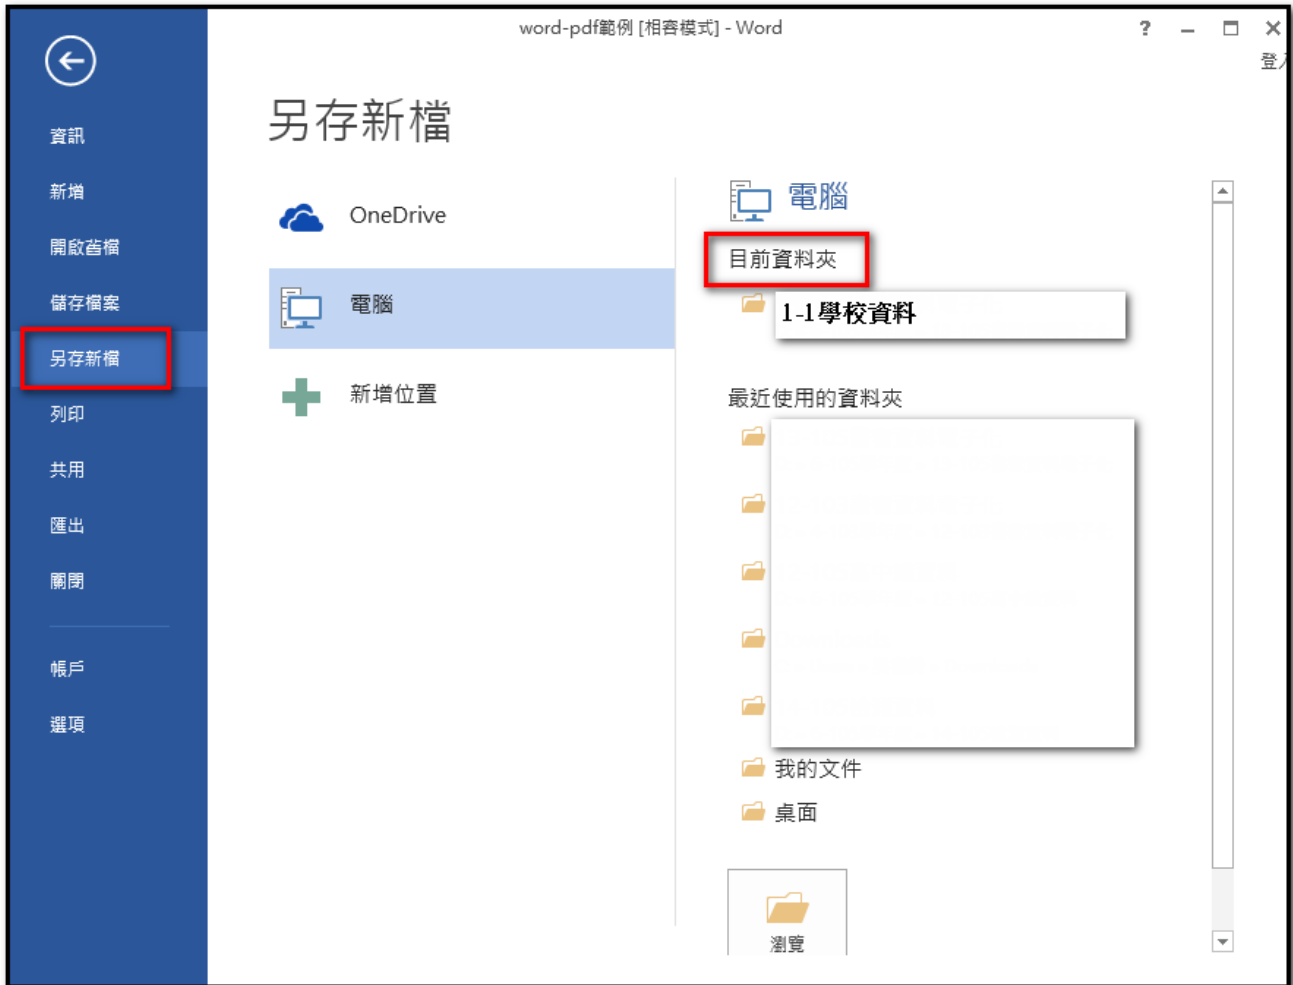 word-pdf範例 [相容模式] - Word
? – □ ×
登入
資訊
新增
開啟舊檔
儲存檔案
另存新檔
列印
共用
匯出
關閉
帳戶
選項
另存新檔
OneDrive
電腦
新增位置
電腦
目前資料夾
1-1學校資料
最近使用的資料夾
我的文件
桌面
瀏覽